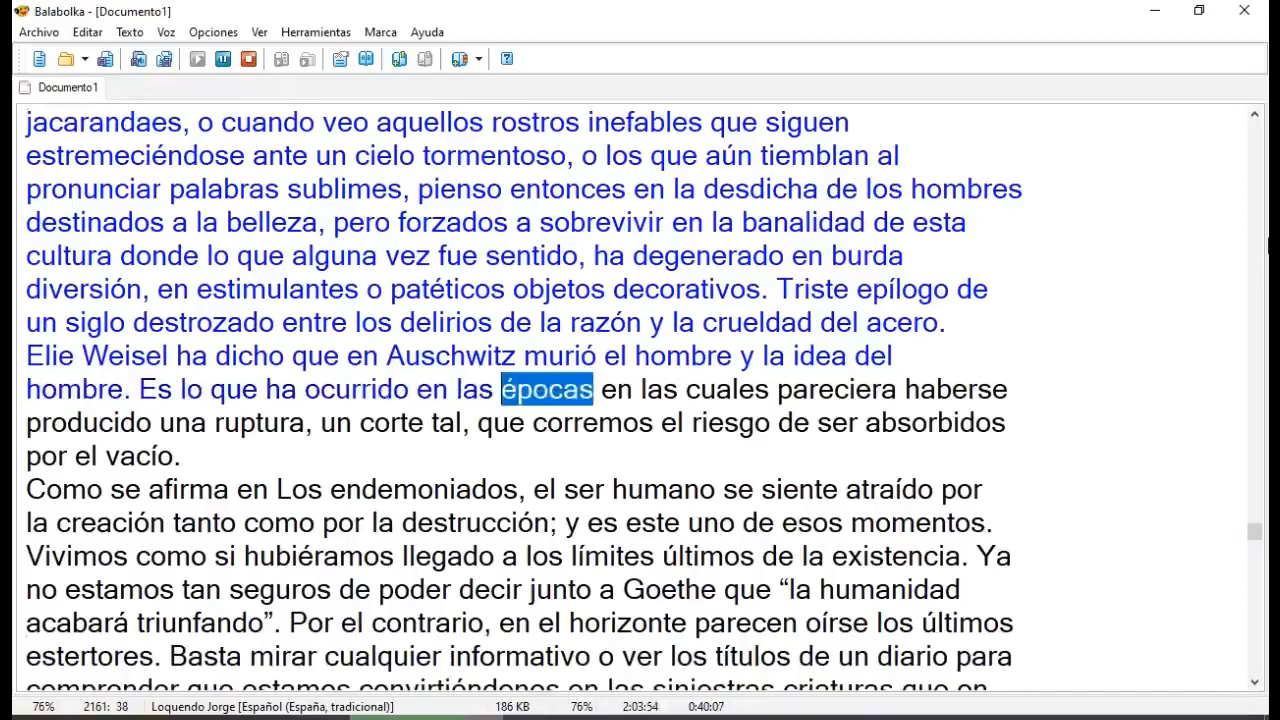 Balabolka - [Documento1]
Archivo Editar Texto Voz Opciones Ver Herramientas Marca Ayuda
Documento1
jacarandaes, o cuando veo aquellos rostros inefables que siguen
estremeciéndose ante un cielo tormentoso, o los que aún tiemblan al
pronunciar palabras sublimes, pienso entonces en la desdicha de los hombres
destinados a la belleza, pero forzados a sobrevivir en la banalidad de esta
cultura donde lo que alguna vez fue sentido, ha degenerado en burda
diversión, en estimulantes o patéticos objetos decorativos. Triste epílogo de
un siglo destrozado entre los delirios de la razón y la crueldad del acero.
Elie Weisel ha dicho que en Auschwitz murió el hombre y la idea del
hombre. Es lo que ha ocurrido en las épocas en las cuales pareciera haberse
producido una ruptura, un corte tal, que corremos el riesgo de ser absorbidos
por el vacío.
Como se afirma en Los endemoniados, el ser humano se siente atraído por
la creación tanto como por la destrucción; y es este uno de esos momentos.
Vivimos como si hubiéramos llegado a los límites últimos de la existencia. Ya
no estamos tan seguros de poder decir junto a Goethe que “la humanidad
acabará triunfando”. Por el contrario, en el horizonte parecen oírse los últimos
estertores. Basta mirar cualquier informativo o ver los títulos de un diario para
comprender que estamos convirtiéndonos en las siniestras criaturas que en
76% 2161: 38 Loquendo Jorge [Español (España, tradicional)] 186 KB 76% 2:03:54 0:40:07